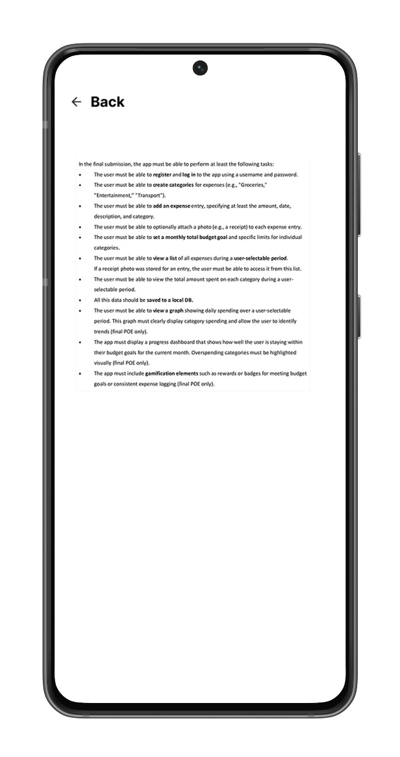 ← Back
In the final submission, the app must be able to perform at least the following tasks:
• The user must be able to register and log in to the app using a username and password.
• The user must be able to create categories for expenses (e.g., "Groceries,"
"Entertainment," "Transport").
• The user must be able to add an expense entry, specifying at least the amount, date,
description, and category.
• The user must be able to optionally attach a photo (e.g., a receipt) to each expense entry.
• The user must be able to set a monthly total budget goal and specific limits for individual
categories.
• The user must be able to view a list of all expenses during a user-selectable period.
If a receipt photo was stored for an entry, the user must be able to access it from this list.
• The user must be able to view the total amount spent on each category during a user-
selectable period.
• All this data should be saved to a local DB.
• The user must be able to view a graph showing daily spending over a user-selectable
period. This graph must clearly display category spending and allow the user to identify
trends (final POE only).
• The app must display a progress dashboard that shows how well the user is staying within
their budget goals for the current month. Overspending categories must be highlighted
visually (final POE only).
• The app must include gamification elements such as rewards or badges for meeting budget
goals or consistent expense logging (final POE only).